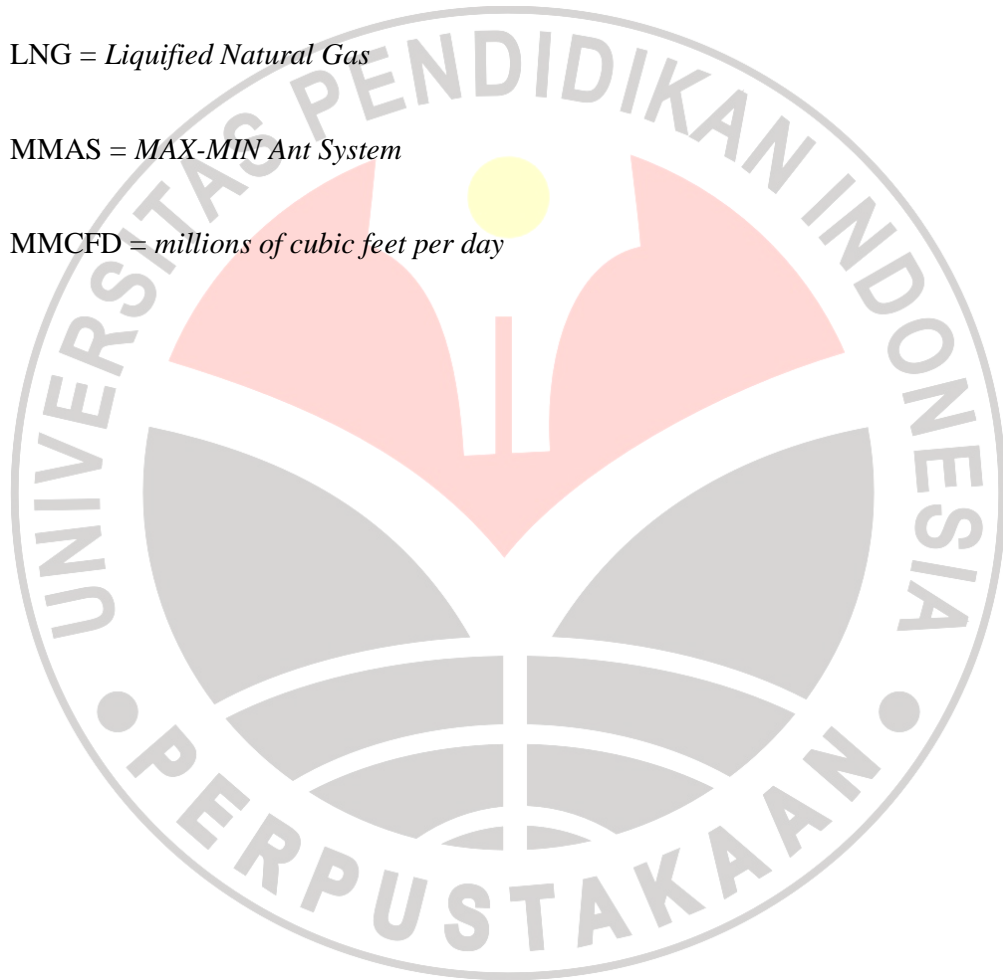 LNG = Liquified Natural Gas
MMAS = MAX-MIN Ant System
MMCFD = millions of cubic feet per day
UNIVERSITAS PENDIDIKAN INDONESIA
PERPUSTAKAAN